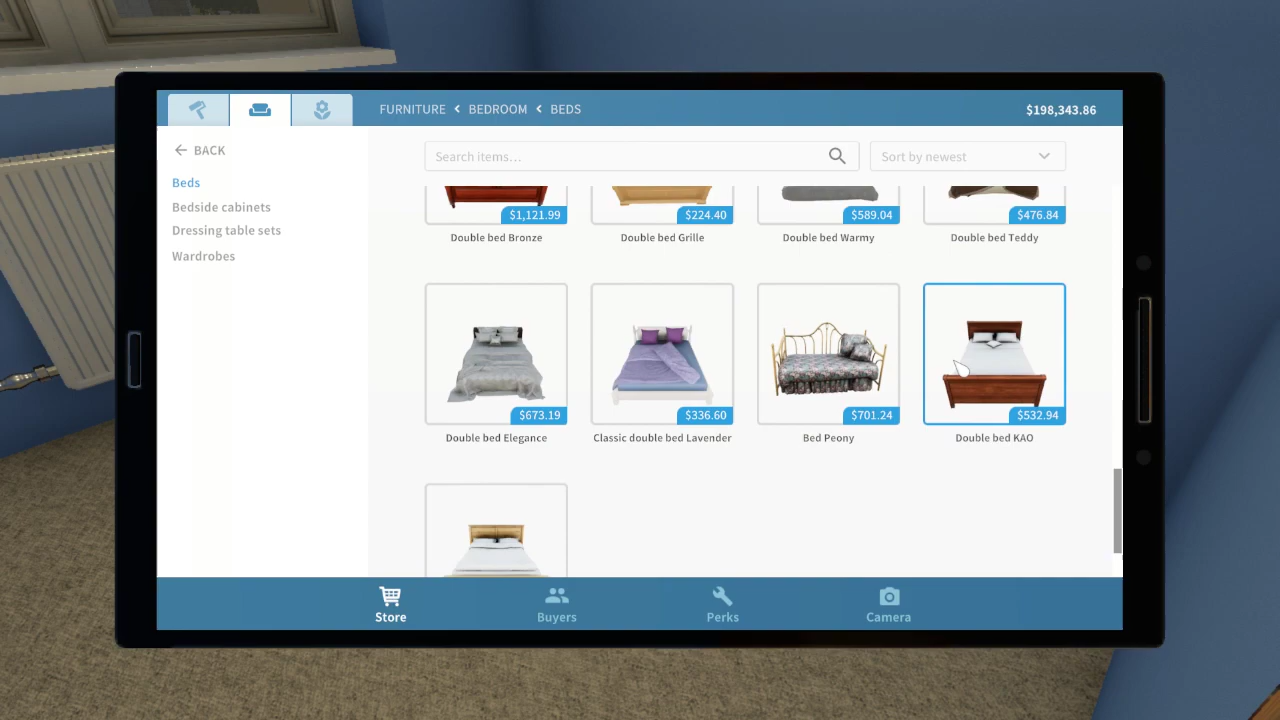 FURNITURE < BEDROOM < BEDS
$198,343.86
BACK
Search items...
Sort by newest
Beds
Bedside cabinets
Dressing table sets
Wardrobes
$1,121.99
$224.40
$589.04
$476.84
Double bed Bronze
Double bed Grille
Double bed Warmy
Double bed Teddy
$673.19
$336.60
$701.24
$532.94
Double bed Elegance
Classic double bed Lavender
Bed Peony
Double bed KAO
Store
Buyers
Perks
Camera